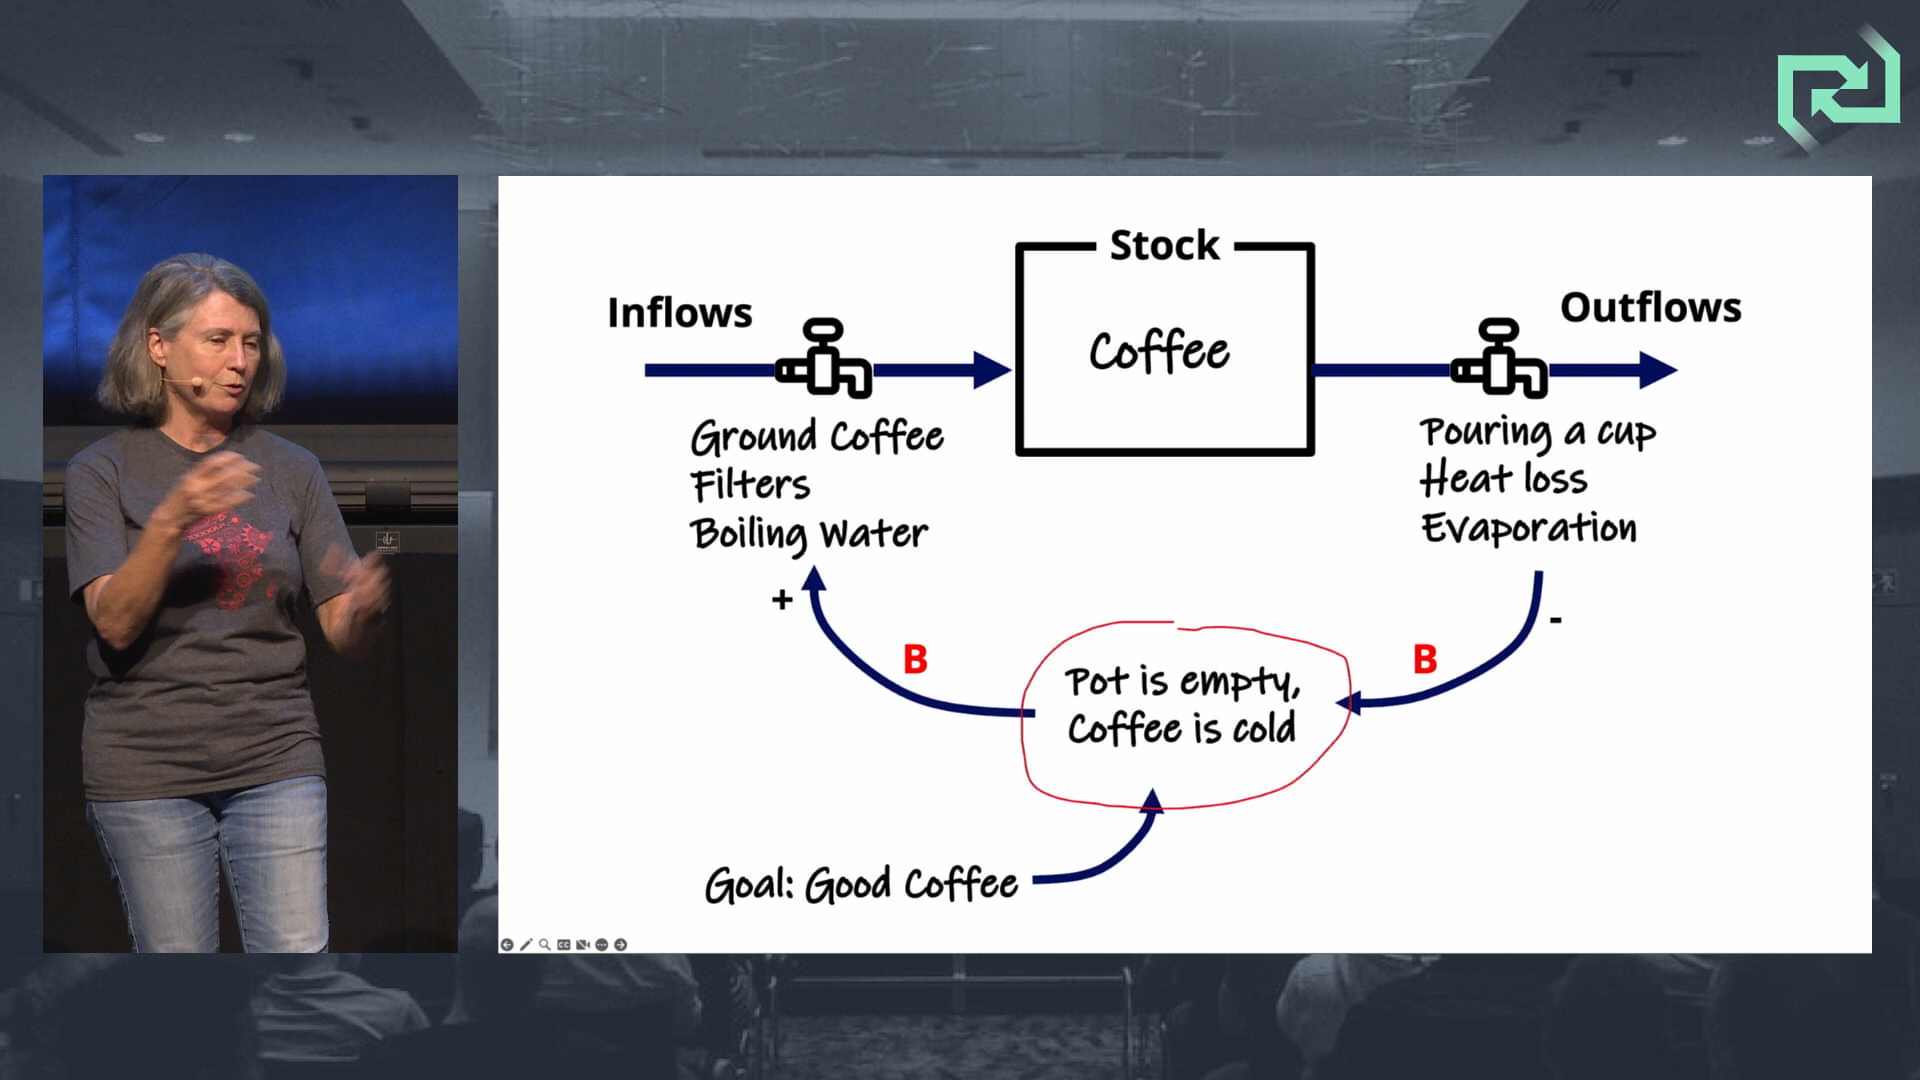 Stock
Inflows
Outflows
Coffee
Ground Coffee
Filters
Boiling Water
Pouring a cup
Heat loss
Evaporation
+
-
B
B
Pot is empty,
Coffee is cold
Goal: Good Coffee
CC